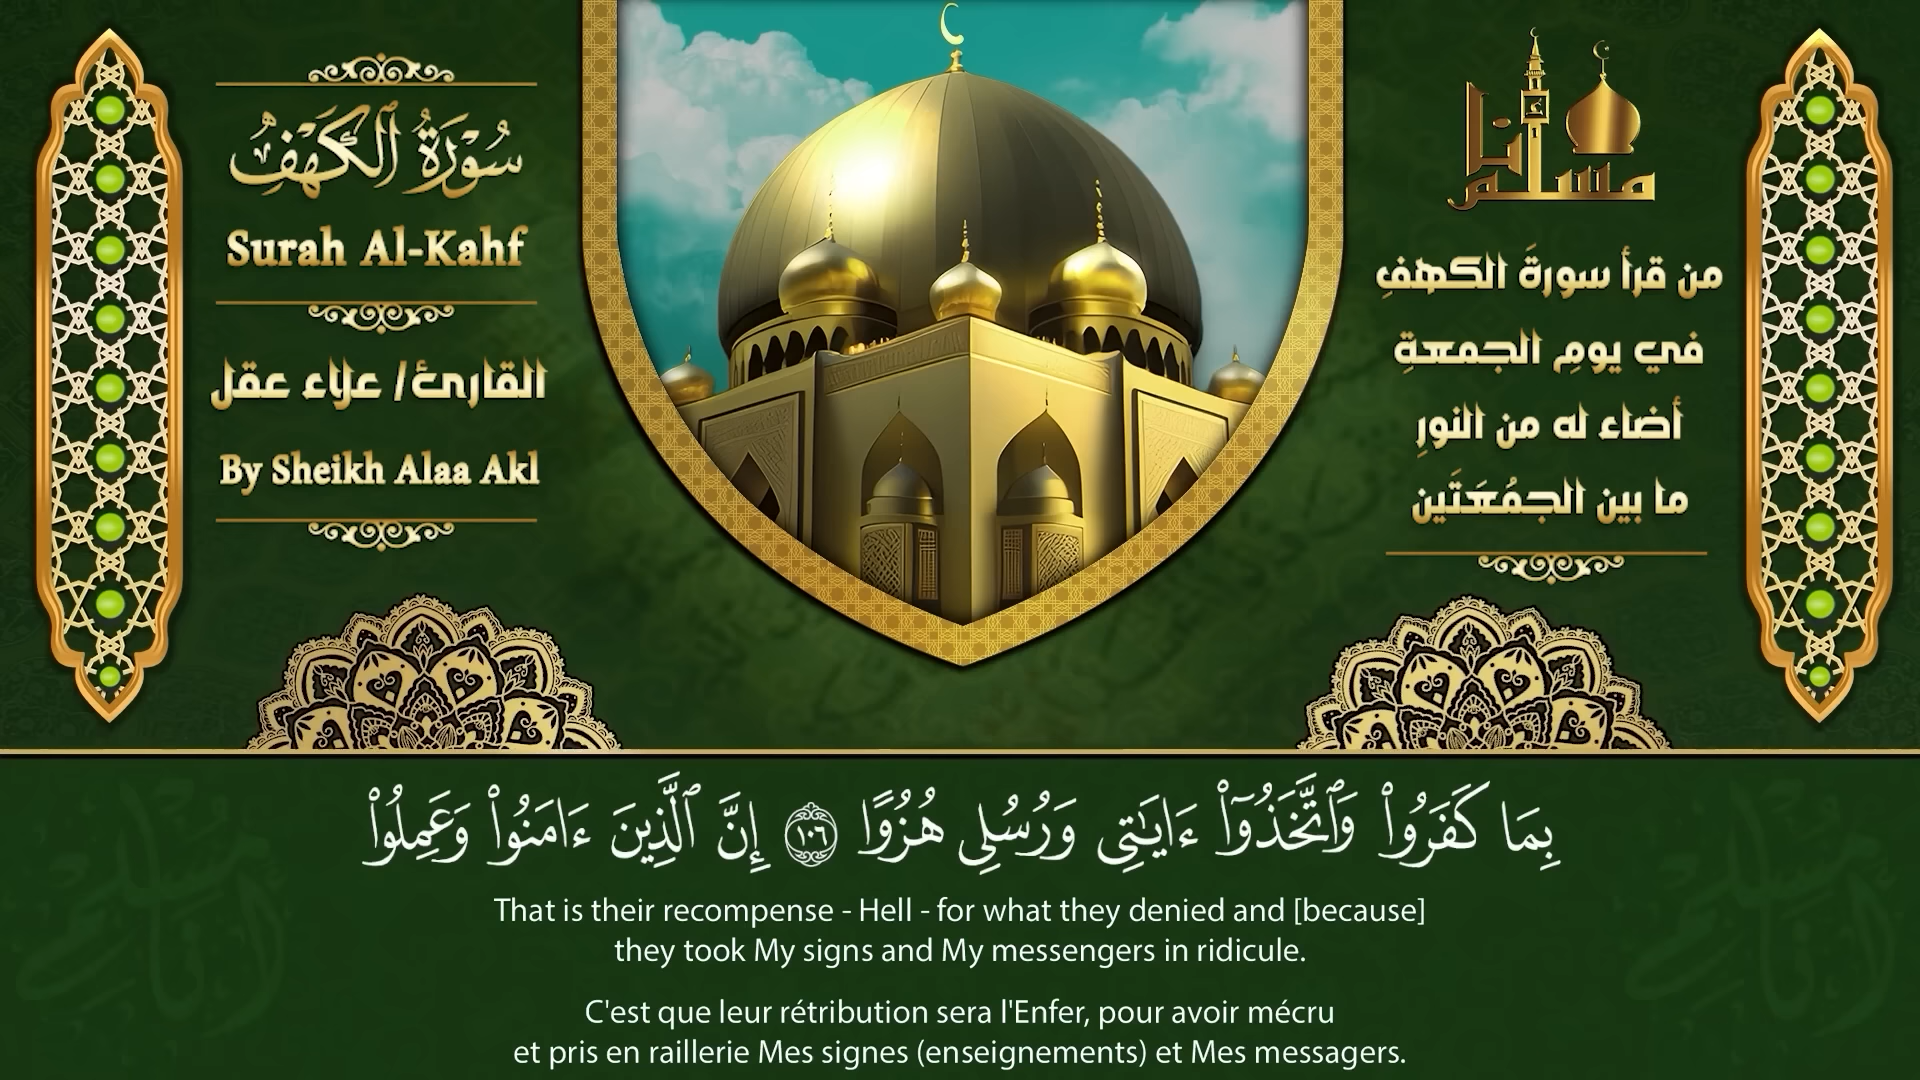 سُورَةُ الكَهْفِ
Surah Al-Kahf
القارئ/ علاء عقل
By Sheikh Alaa Akl
أنا
مسلم
من قرأ سورةَ الكهفِ
في يومِ الجمعةِ
أضاء له من النورِ
ما بين الجمُعَتَين
بِمَا كَفَرُوا۟ وَٱتَّخَذُوٓا۟ ءَايَـٰتِى وَرُسُلِى هُزُوًا ١٠٦ إِنَّ ٱلَّذِينَ ءَامَنُوا۟ وَعَمِلُوا۟
That is their recompense - Hell - for what they denied and [because]
they took My signs and My messengers in ridicule.
C'est que leur rétribution sera l'Enfer, pour avoir mécru
et pris en raillerie Mes signes (enseignements) et Mes messagers.